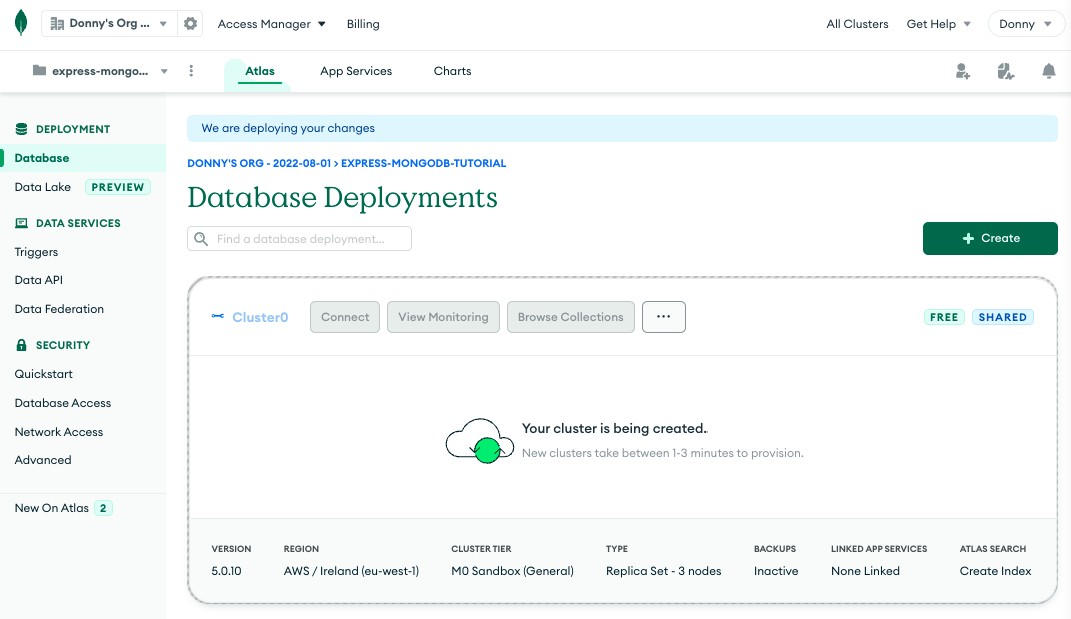 Donny's Org ... Access Manager Billing All Clusters Get Help Donny
express-mongo... Atlas App Services Charts
DEPLOYMENT
Database
Data Lake PREVIEW
DATA SERVICES
Triggers
Data API
Data Federation
SECURITY
Quickstart
Database Access
Network Access
Advanced
New On Atlas 2
We are deploying your changes
DONNY'S ORG - 2022-08-01 > EXPRESS-MONGODB-TUTORIAL
Database Deployments
Find a database deployment...
+ Create
Cluster0 Connect View Monitoring Browse Collections ... FREE SHARED
Your cluster is being created..
New clusters take between 1-3 minutes to provision.
VERSION REGION CLUSTER TIER TYPE BACKUPS LINKED APP SERVICES ATLAS SEARCH
5.0.10 AWS / Ireland (eu-west-1) M0 Sandbox (General) Replica Set - 3 nodes Inactive None Linked Create Index